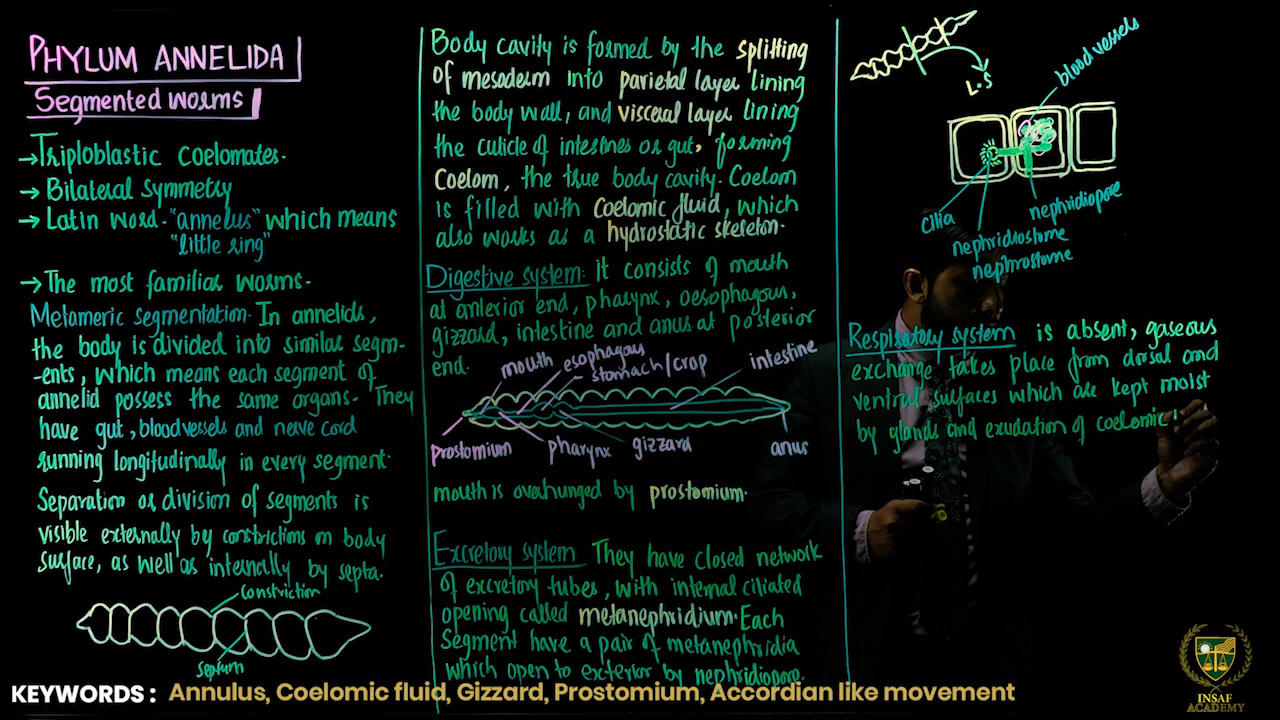 PHYLUM ANNELIDA
Segmented worms
→Triploblastic coelomates.
→ Bilateral Symmetry
→ Latin word - "annelus" which means
"little ring"
→ The most familiar worms.
Metameric segmentation. In annelids,
the body is divided into similar segm-
-ents, which means each segment of
annelid possess the same organs. They
have gut, blood vessels and nerve cord
running longitudinally in every segment.
Separation or division of segments is
visible externally by constrictions on body
surface, as well as internally by septa.
constriction
septum
Body cavity is formed by the splitting
of mesoderm into parietal layer lining
the body wall, and visceral layer lining
the cuticle of intestines or gut, forming
Coelom, the true body cavity. Coelom
is filled with Coelomic fluid, which
also works as a hydrostatic skeleton.
Digestive system: it consists of mouth
at anterior end, pharynx, oesophagous,
gizzard, intestine and anus at posterior
end.
mouth esophagous
stomach/crop
intestine
prostomium pharynx gizzard anus
mouth is overhunged by prostomium.
Excretory system They have closed network
of excretory tubes, with internal ciliated
opening called metanephridium. Each
Segment have a pair of metanephridia
which open to exterior by nephridiopore.
L.S
blood vessels
cilia
nephridiopore
nephridiostome
nephrostome
Respiratory system is absent, gaseous
exchange takes place from dorsal and
ventral surfaces which are kept moist
by glands and exudation of coelomic
KEYWORDS : Annulus, Coelomic fluid, Gizzard, Prostomium, Accordian like movement
INSAF
ACADEMY